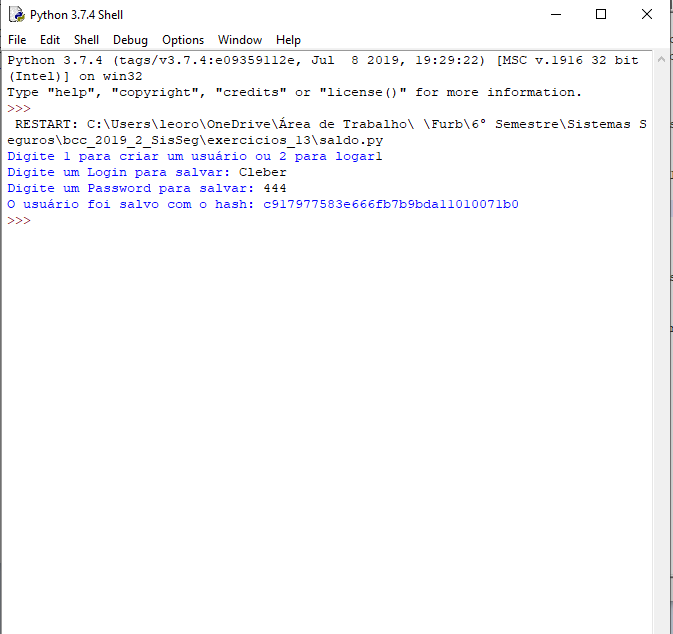 Python 3.7.4 Shell
File Edit Shell Debug Options Window Help
Python 3.7.4 (tags/v3.7.4:e09359112e, Jul  8 2019, 19:29:22) [MSC v.1916 32 bit
(Intel)] on win32
Type "help", "copyright", "credits" or "license()" for more information.
>>>
 RESTART: C:\Users\leoro\OneDrive\Área de Trabalho\ \Furb\6° Semestre\Sistemas S
eguros\bcc_2019_2_SisSeg\exercicios_13\saldo.py
Digite 1 para criar um usuário ou 2 para logar1
Digite um Login para salvar: Cleber
Digite um Password para salvar: 444
O usuário foi salvo com o hash: c917977583e666fb7b9bda11010071b0
>>>